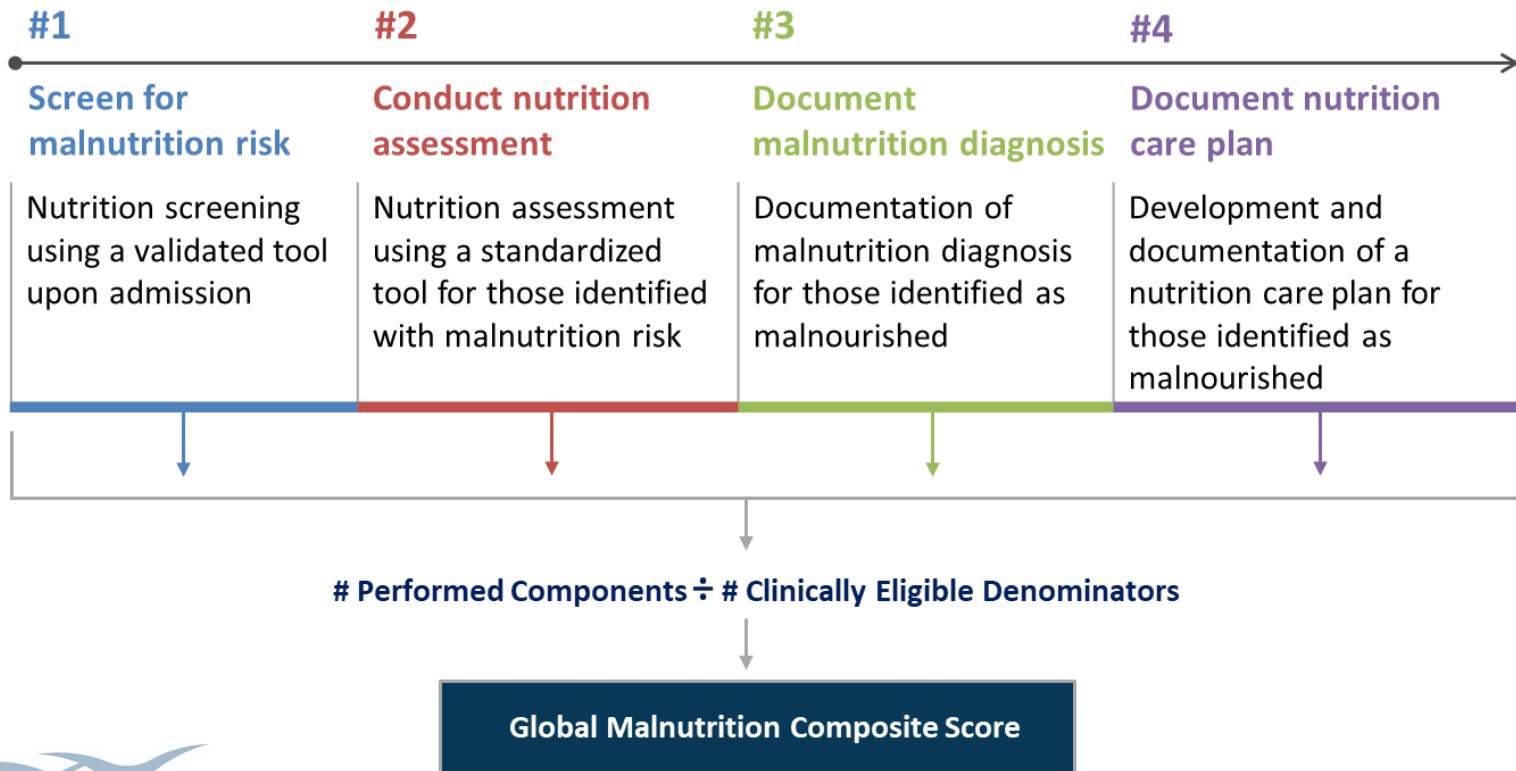 #1
#2
#3
#4
Screen for
malnutrition risk
Conduct nutrition
assessment
Document
malnutrition diagnosis
Document nutrition
care plan
Nutrition screening
using a validated tool
upon admission
Nutrition assessment
using a standardized
tool for those identified
with malnutrition risk
Documentation of
malnutrition diagnosis
for those identified as
malnourished
Development and
documentation of a
nutrition care plan for
those identified as
malnourished
# Performed Components ÷ # Clinically Eligible Denominators
Global Malnutrition Composite Score